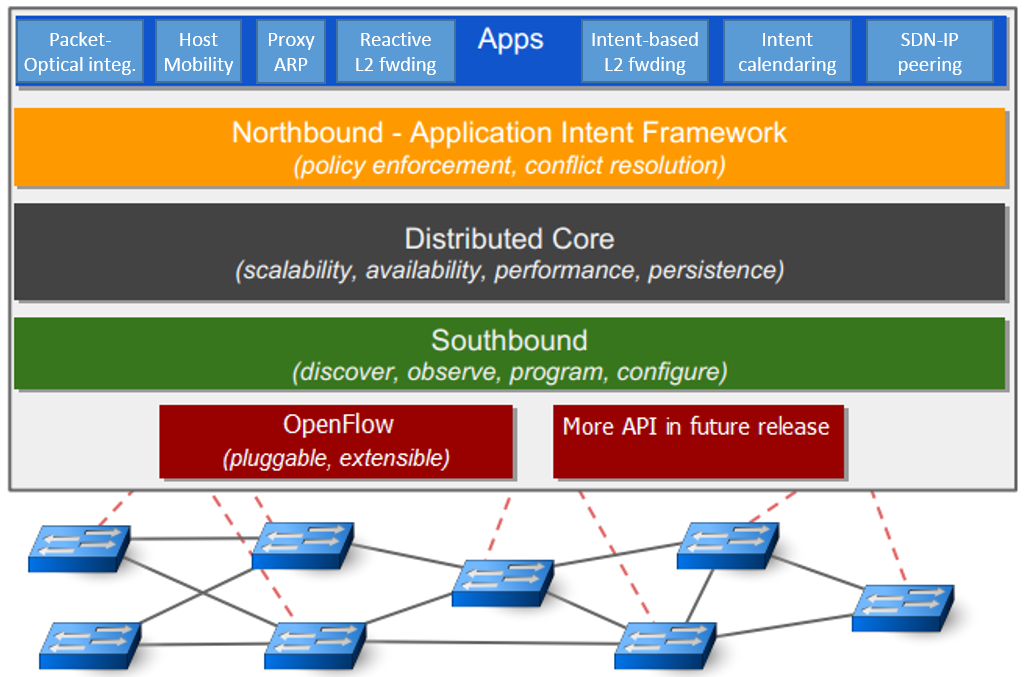 Packet-
Optical integ.
Host
Mobility
Proxy
ARP
Reactive
L2 fwding
Apps
Intent-based
L2 fwding
Intent
calendaring
SDN-IP
peering
Northbound - Application Intent Framework
(policy enforcement, conflict resolution)
Distributed Core
(scalability, availability, performance, persistence)
Southbound
(discover, observe, program, configure)
OpenFlow
(pluggable, extensible)
More API in future release